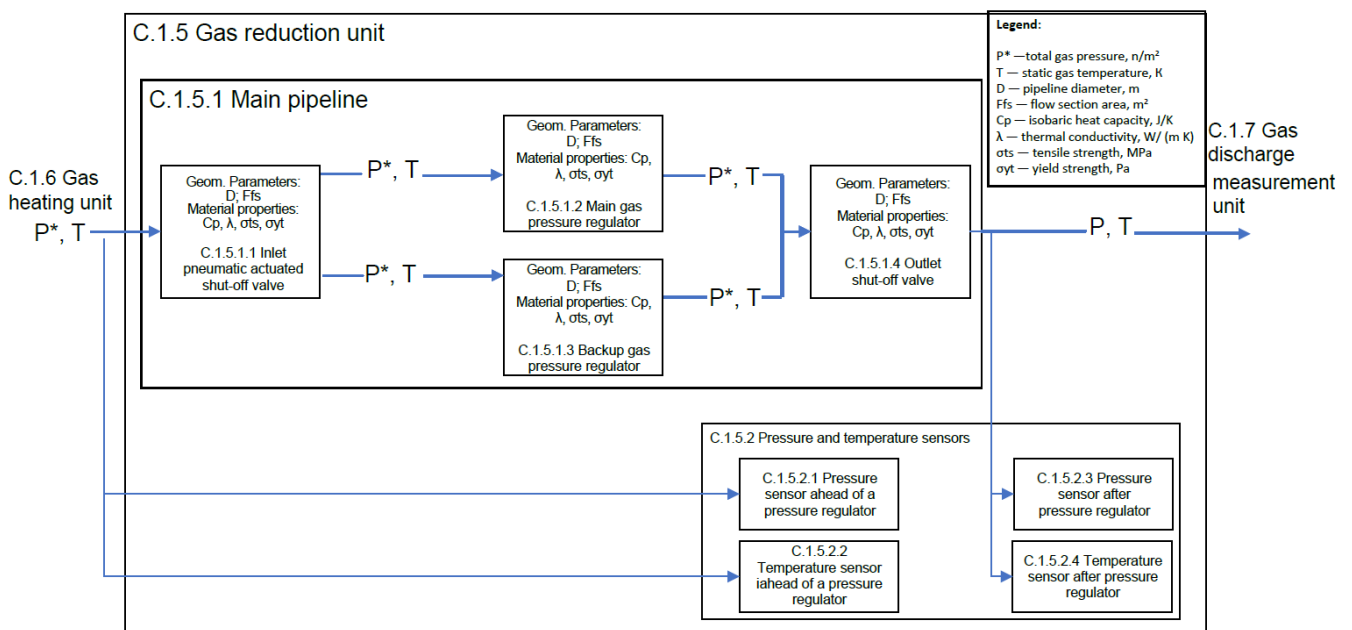 C.1.5 Gas reduction unit
Legend:
P* —total gas pressure, n/m²
T — static gas temperature, K
D — pipeline diameter, m
Ffs — flow section area, m²
Cp — isobaric heat capacity, J/K
λ — thermal conductivity, W/ (m K)
σts — tensile strength, MPa
σyt — yield strength, Pa
C.1.5.1 Main pipeline
C.1.6 Gas
heating unit
P*, T
Geom. Parameters:
D; Ffs
Material properties:
Cp, λ, σts, σyt
C.1.5.1.1 Inlet
pneumatic actuated
shut-off valve
P*, T
P*, T
Geom. Parameters:
D; Ffs
Material properties: Cp,
λ, σts, σyt
C.1.5.1.2 Main gas
pressure regulator
Geom. Parameters:
D; Ffs
Material properties: Cp,
λ, σts, σyt
C.1.5.1.3 Backup gas
pressure regulator
P*, T
P*, T
Geom. Parameters:
D; Ffs
Material properties:
Cp, λ, σts, σyt
C.1.5.1.4 Outlet
shut-off valve
P, T
C.1.7 Gas
discharge
measurement
unit
C.1.5.2 Pressure and temperature sensors
C.1.5.2.1 Pressure
sensor ahead of a
pressure regulator
C.1.5.2.3 Pressure
sensor after
pressure regulator
C.1.5.2.2
Temperature sensor
iahead of a pressure
regulator
C.1.5.2.4 Temperature
sensor after pressure
regulator